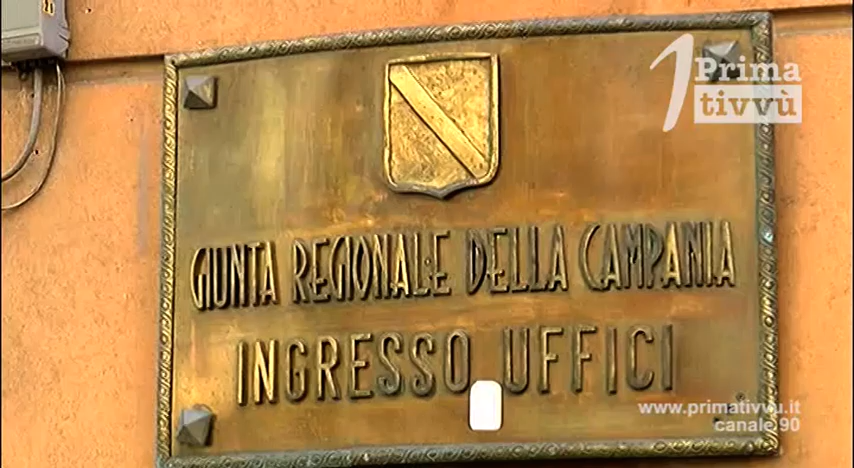 1 Prima
tivvù
GIUNTA REGIONALE DELLA CAMPANIA
INGRESSO UFFICI
www.primativvu.it
canale 90